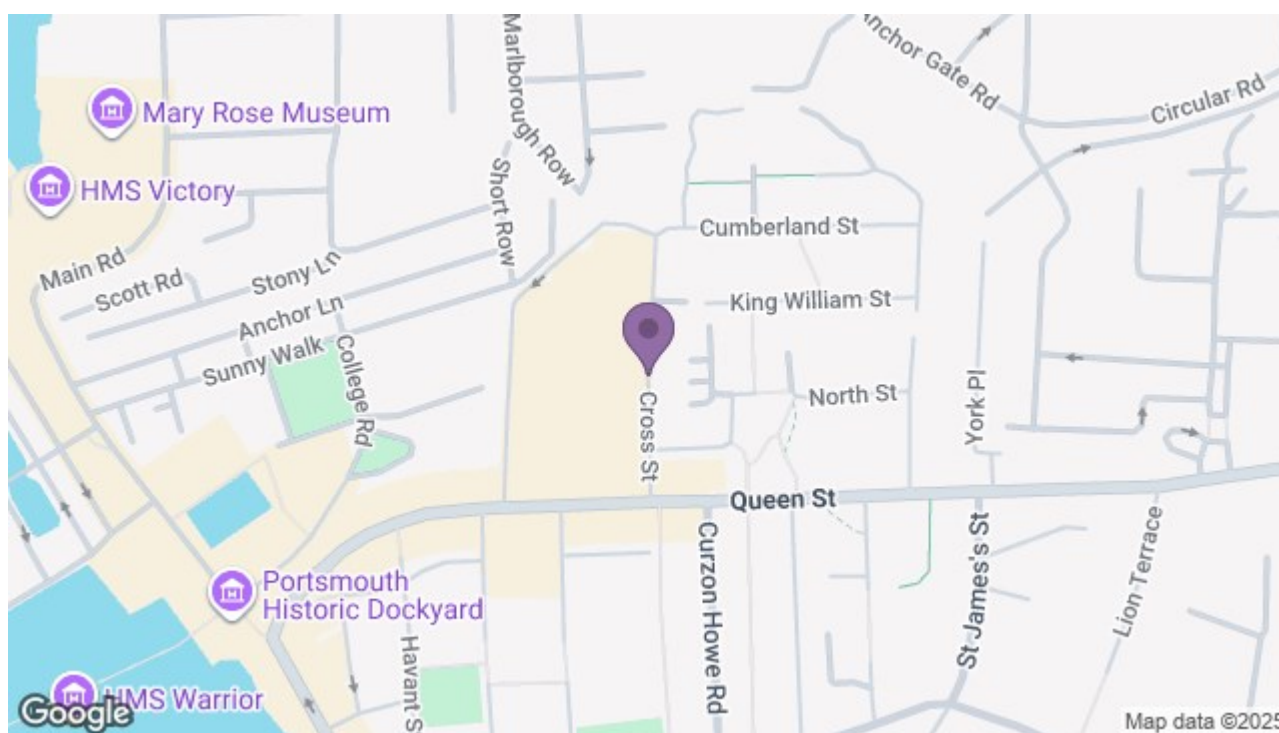 Marlborough Row
Anchor Gate Rd
Circular Rd
Mary Rose Museum
HMS Victory
Short Row
Cumberland St
Main Rd
Scott Rd
Stony Ln
Anchor Ln
King William St
Sunny Walk
College Rd
Cross St
North St
York Pl
Queen St
Portsmouth
Historic Dockyard
Curzon Howe Rd
St James's St
Lion Terrace
Havant S
HMS Warrior
Google
Map data ©2025